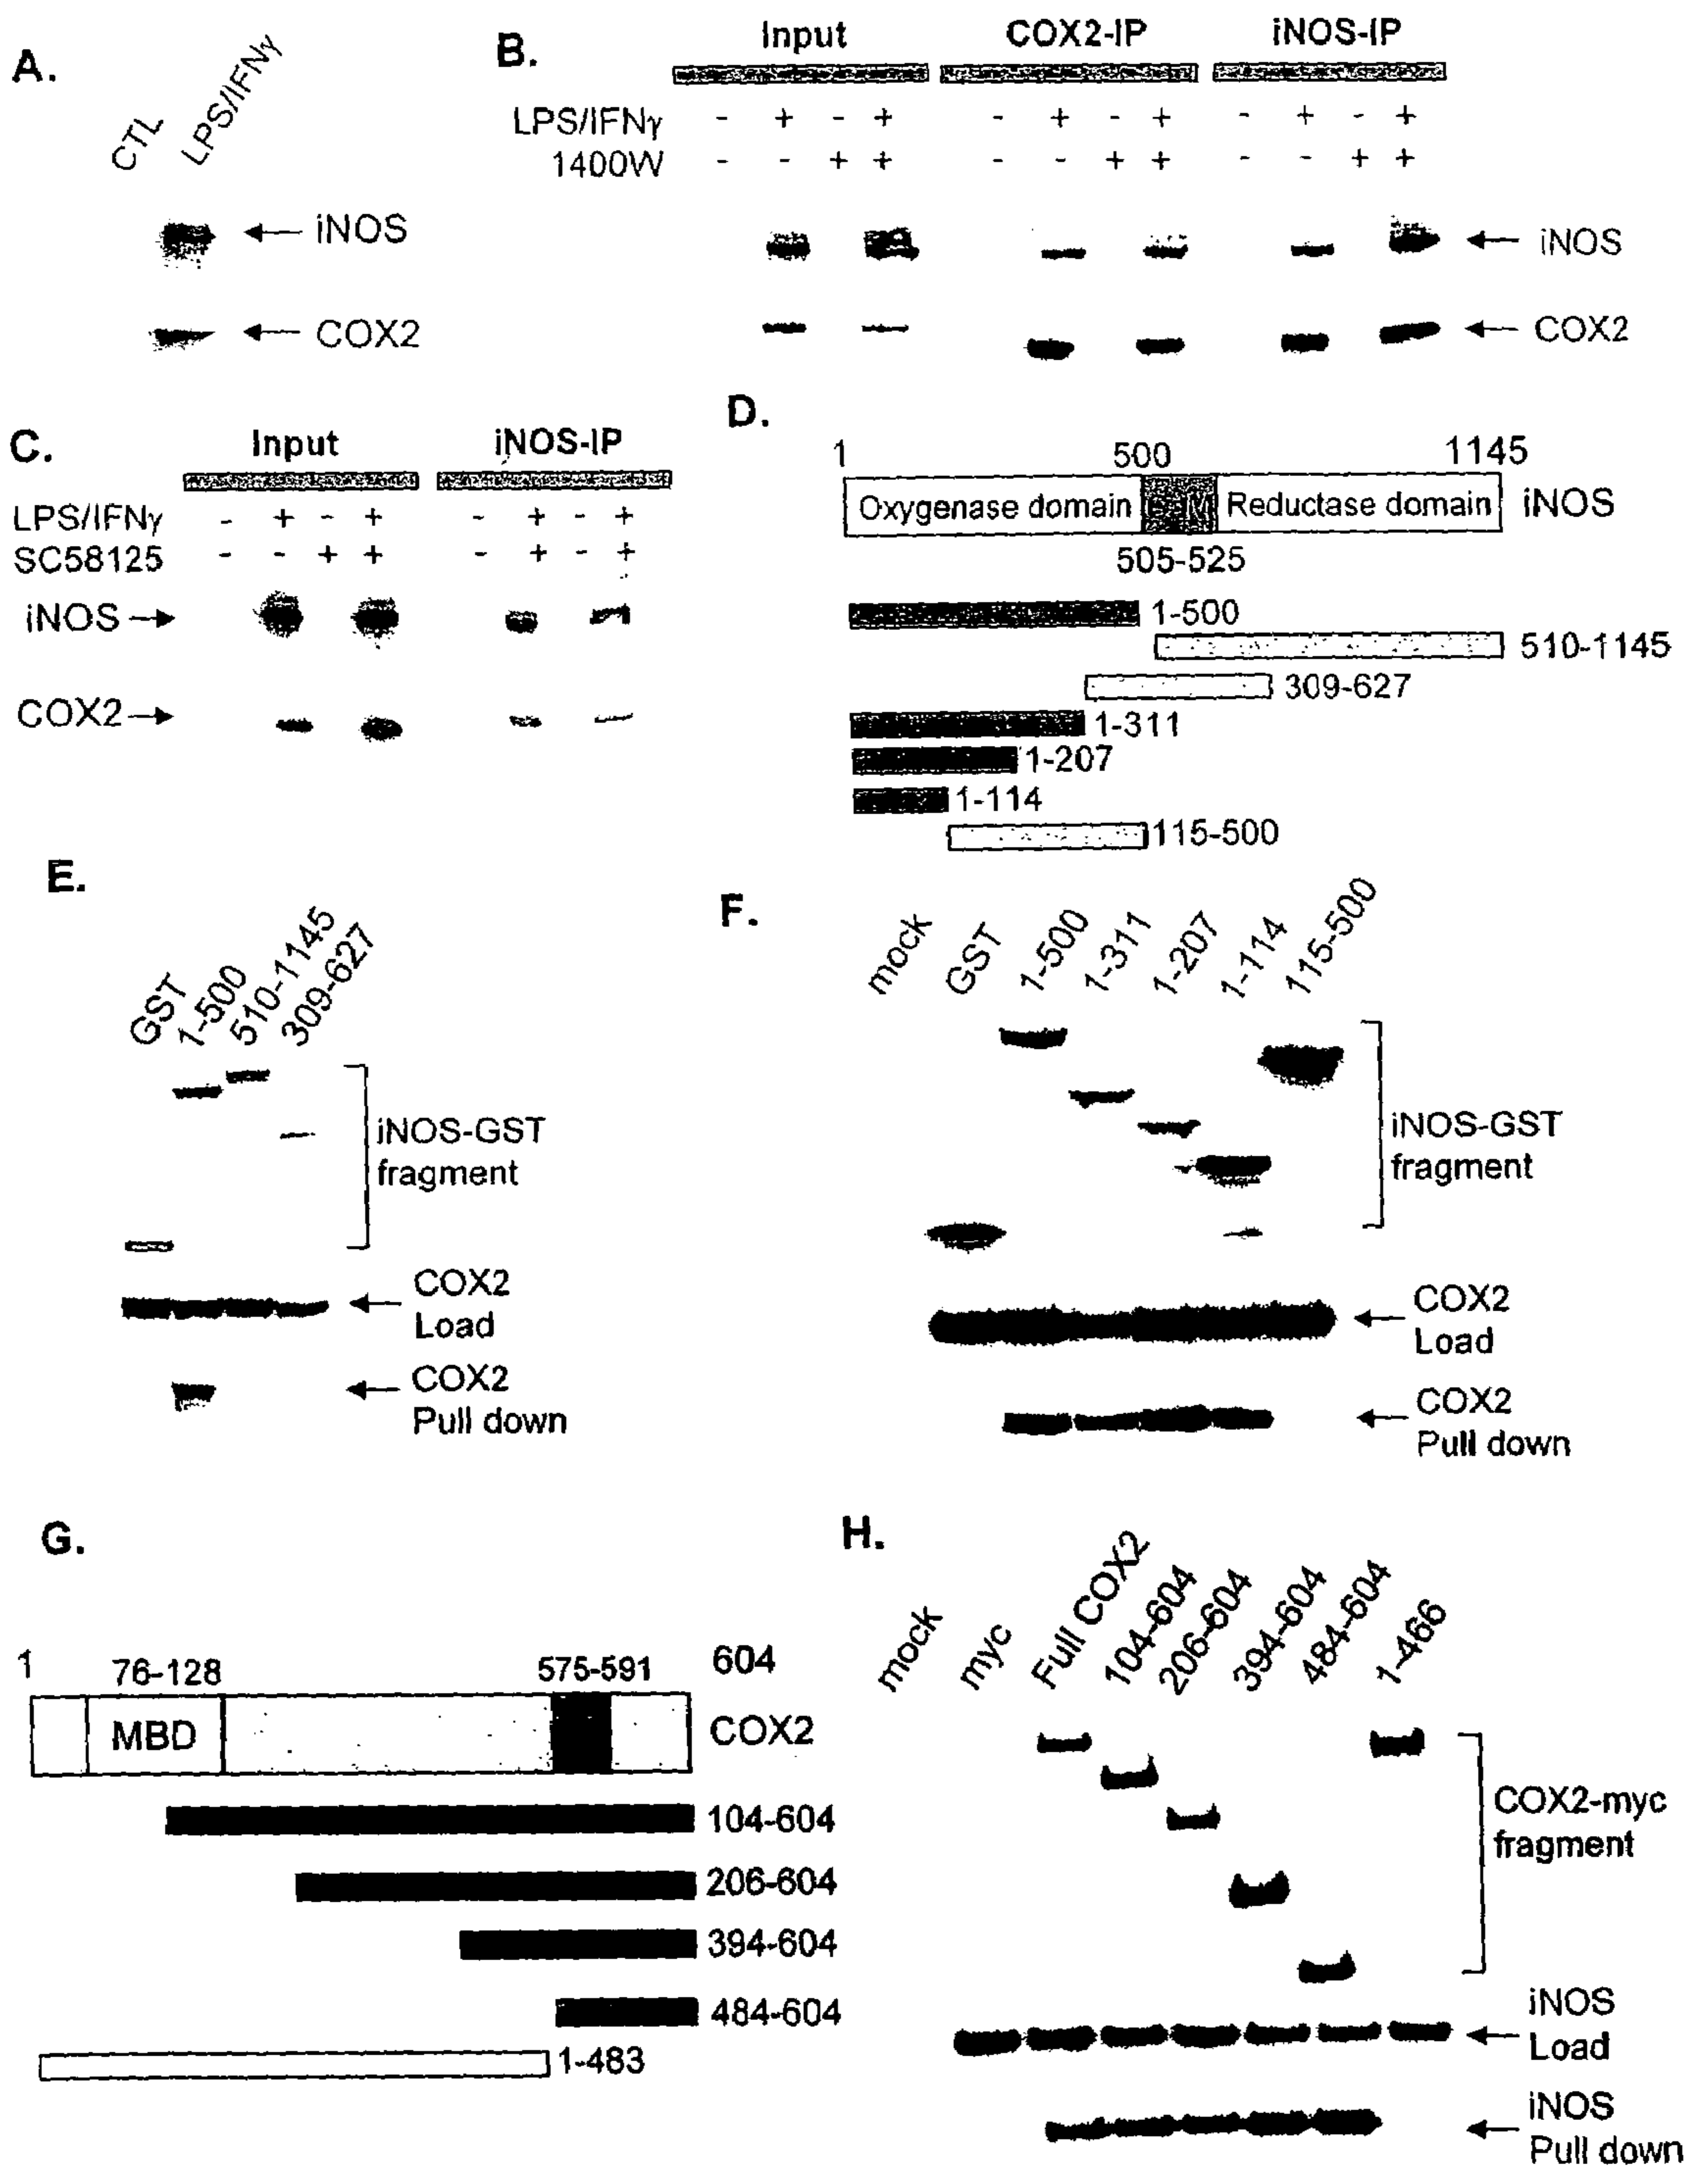 A.
CTL LPS/IFNγ
iNOS
COX2
B.
Input COX2-IP iNOS-IP
LPS/IFNγ - + - + - + - + - + - +
1400W - - + + - - + + - - + +
iNOS
COX2
C.
Input iNOS-IP
LPS/IFNγ - + - + - + - +
SC58125 - - + + - + - +
iNOS
COX2
D.
1 500 1145
Oxygenase domain Reductase domain iNOS
505-525
1-500
510-1145
309-627
1-311
1-207
1-114
115-500
E.
GST 1-500 510-1145 309-627
iNOS-GST
fragment
COX2
Load
COX2
Pull down
F.
mock GST 1-500 1-311 1-207 1-114 115-500
iNOS-GST
fragment
COX2
Load
COX2
Pull down
G.
1 76-128 575-591 604
MBD COX2
104-604
206-604
394-604
484-604
1-483
H.
mock myc Full COX2 104-604 206-604 394-604 484-604 1-466
COX2-myc
fragment
iNOS
Load
iNOS
Pull down